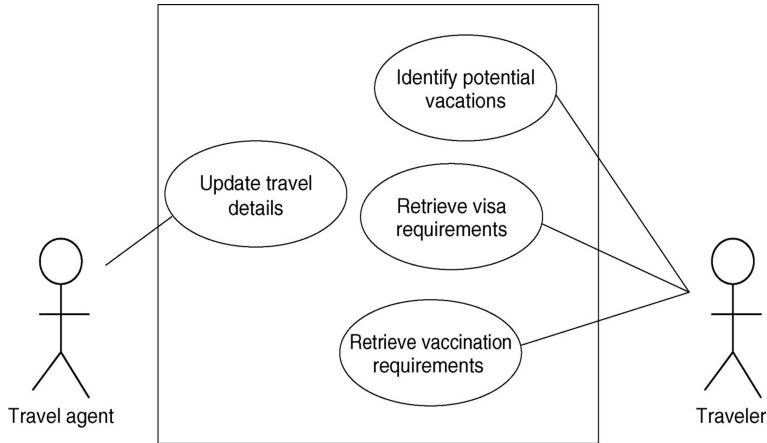 Identify potential
vacations
Update travel
details
Retrieve visa
requirements
Retrieve vaccination
requirements
Travel agent
Traveler